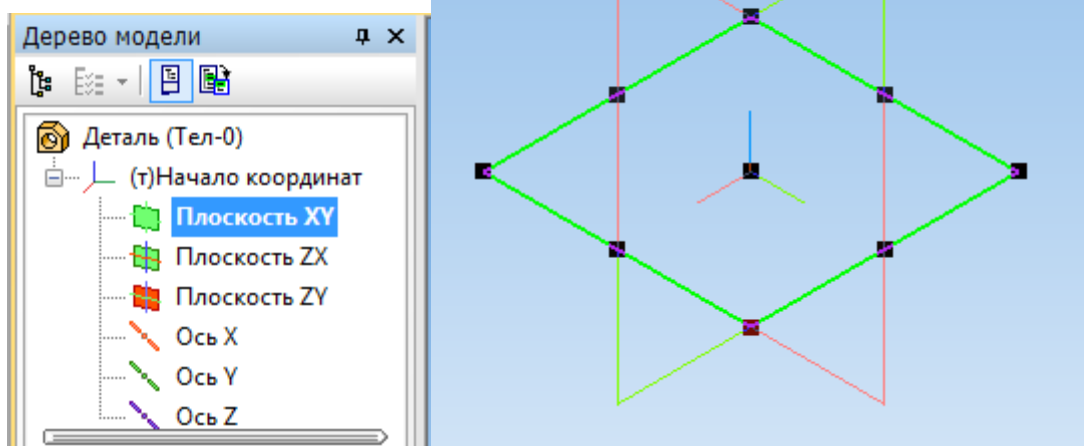 Дерево модели
Деталь (Тел-0)
(т)Начало координат
Плоскость XY
Плоскость ZX
Плоскость ZY
Ось X
Ось Y
Ось Z